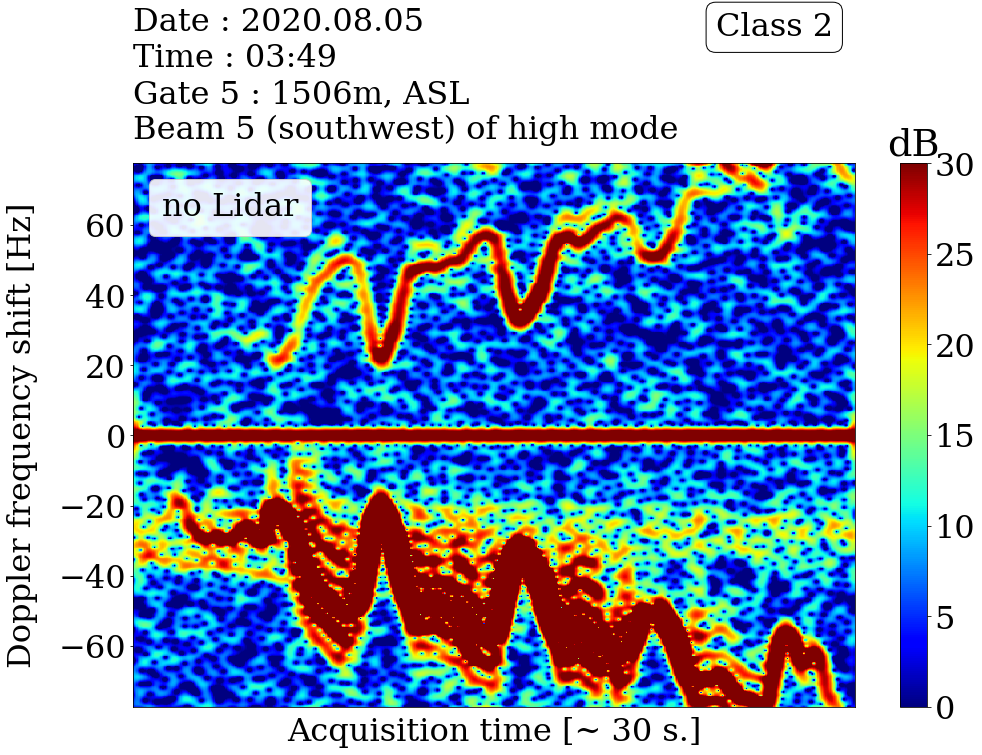 Date : 2020.08.05
Time : 03:49
Gate 5 : 1506m, ASL
Beam 5 (southwest) of high mode
Class 2
dB
no Lidar
Doppler frequency shift [Hz]
60
40
20
0
−20
−40
−60
30
25
20
15
10
5
0
Acquisition time [~ 30 s.]